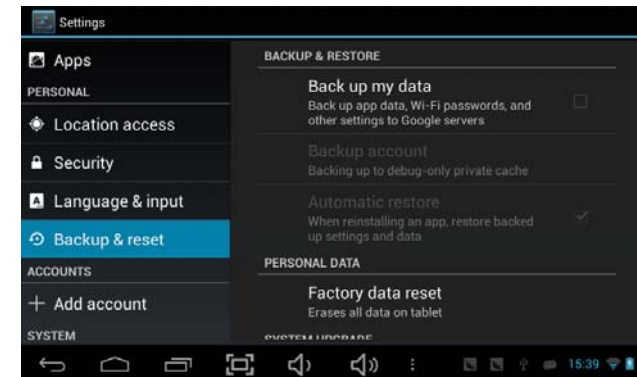 Settings
Apps
PERSONAL
Location access
Security
Language & input
Backup & reset
ACCOUNTS
Add account
SYSTEM
BACKUP & RESTORE
Back up my data
Back up app data, Wi-Fi passwords, and
other settings to Google servers
Backup account
Backing up to debug-only private cache
Automatic restore
When reinstalling an app, restore backed
up settings and data
PERSONAL DATA
Factory data reset
Erases all data on tablet
SYSTEM UPGRADE
15:39